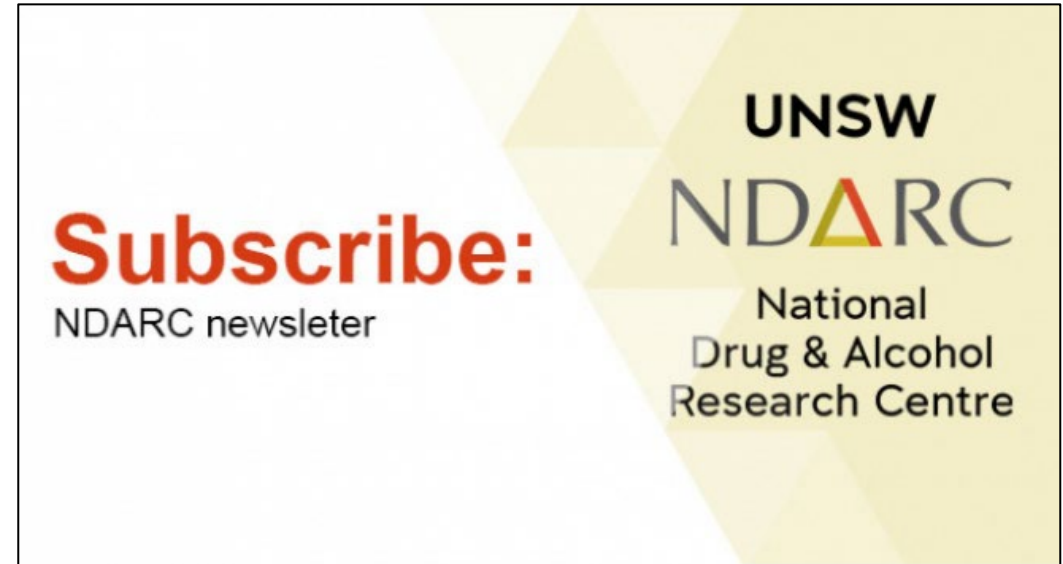 Subscribe:
NDARC newsleter
UNSW
NDARC
National
Drug & Alcohol
Research Centre